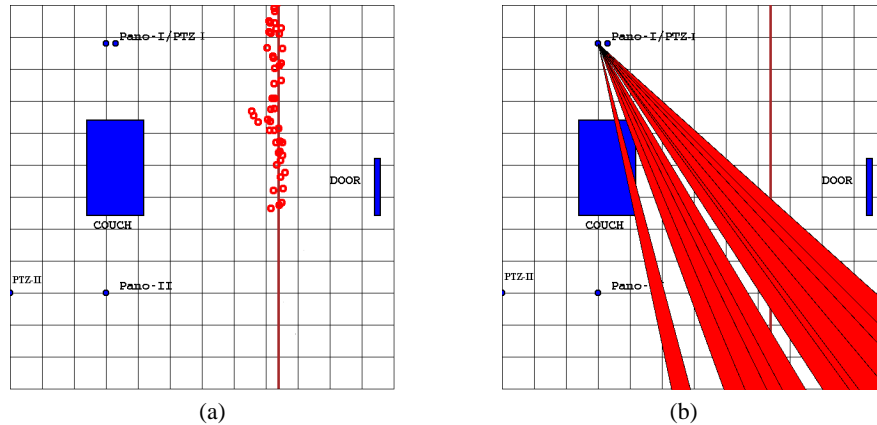 Pano-I/PTZ-I
DOOR
COUCH
PTZ-II
Pano-II
(a)
Pano-I/PTZ-I
DOOR
COUCH
PTZ-II
Pano-
(b)